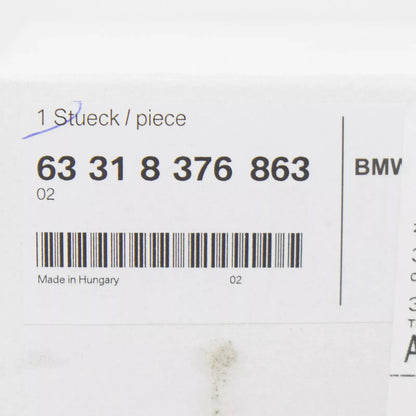 1 Stueck / piece
63 31 8 376 863
02
BMW
Made in Hungary 02